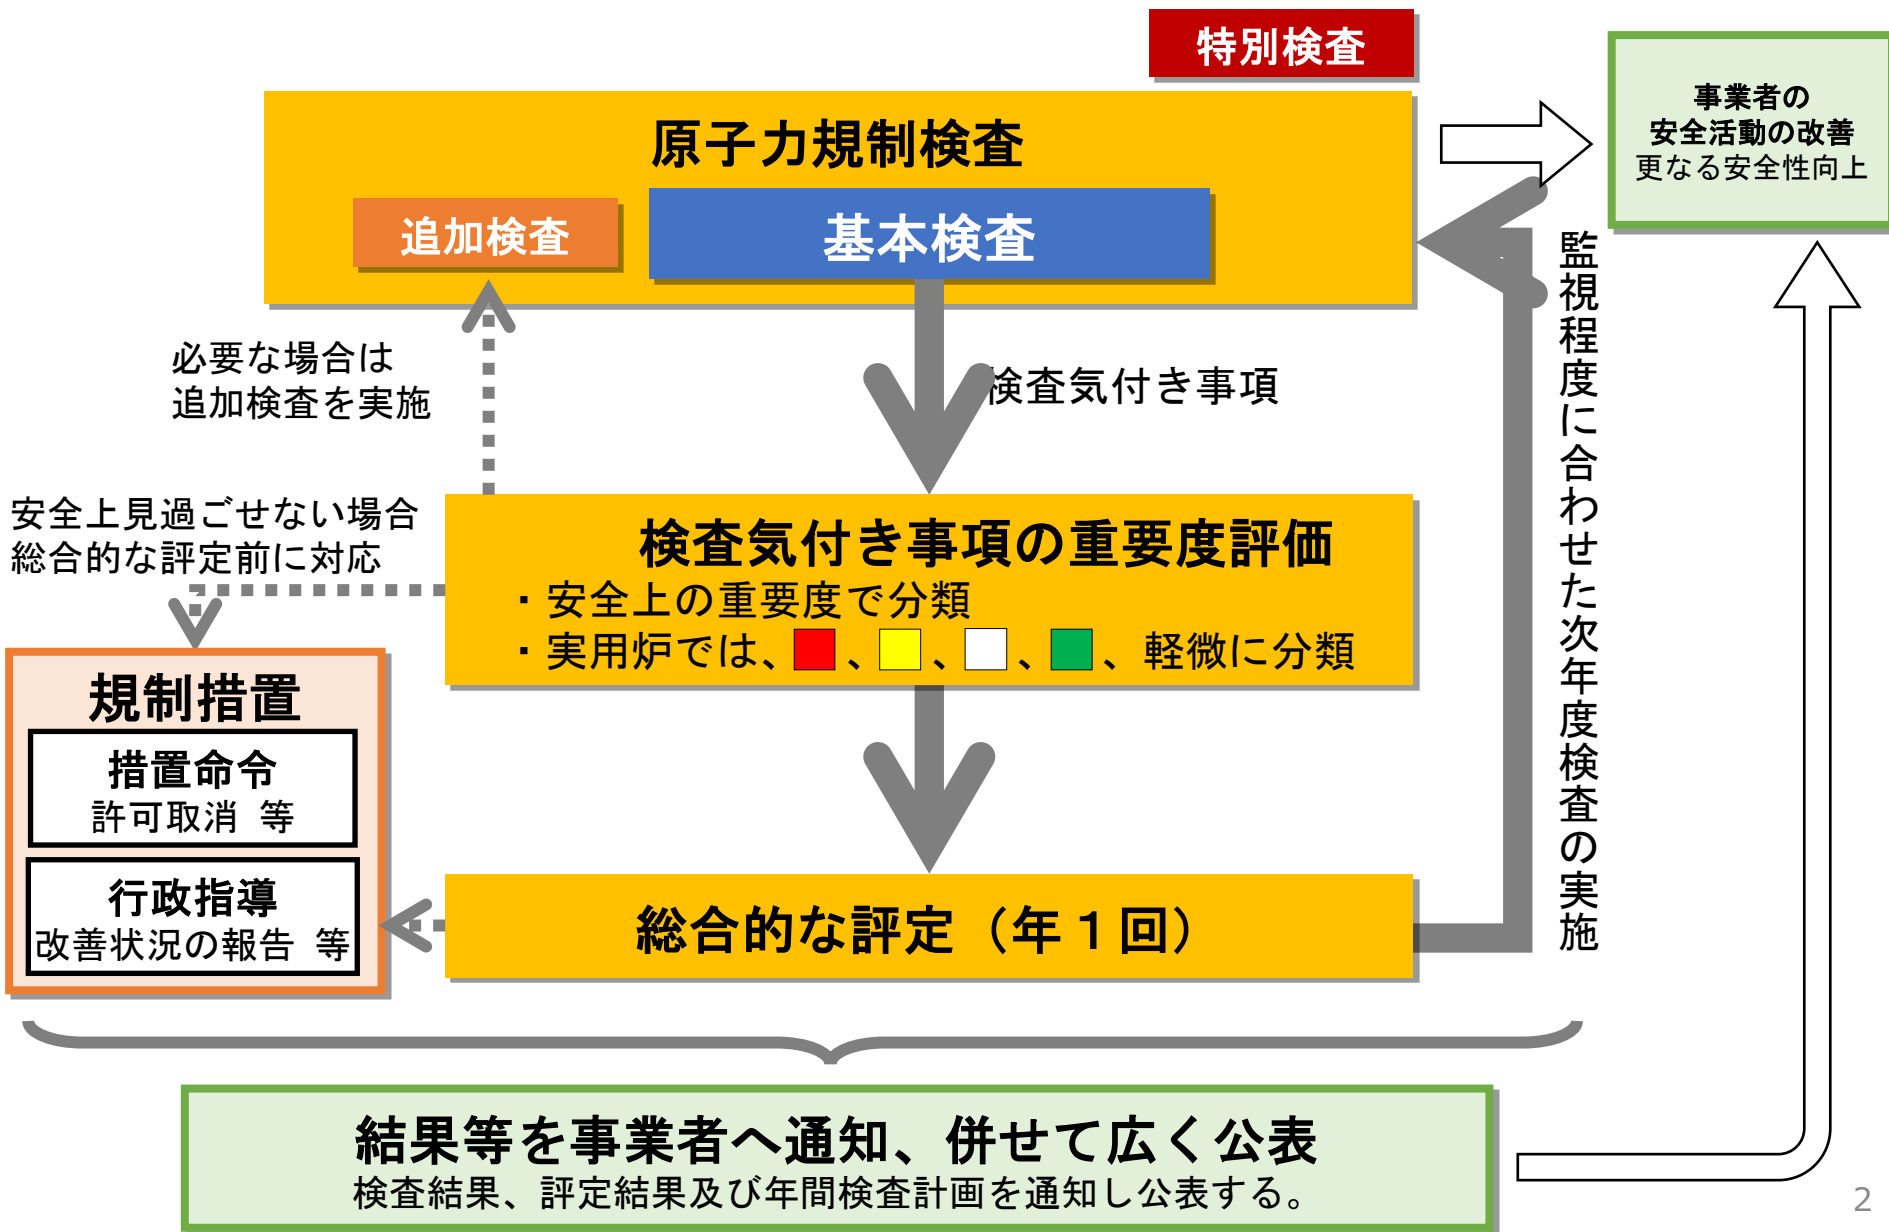 特別検査
原子力規制検査
追加検査
基本検査
事業者の
安全活動の改善
更なる安全性向上
必要な場合は
追加検査を実施
検査気付き事項
監視程度に合わせた次年度検査の実施
安全上見過ごせない場合
総合的な評定前に対応
検査気付き事項の重要度評価
・安全上の重要度で分類
・実用炉では、 、 、 、 、軽微に分類
規制措置
措置命令
許可取消 等
行政指導
改善状況の報告 等
総合的な評定（年１回）
結果等を事業者へ通知、併せて広く公表
検査結果、評定結果及び年間検査計画を通知し公表する。
2